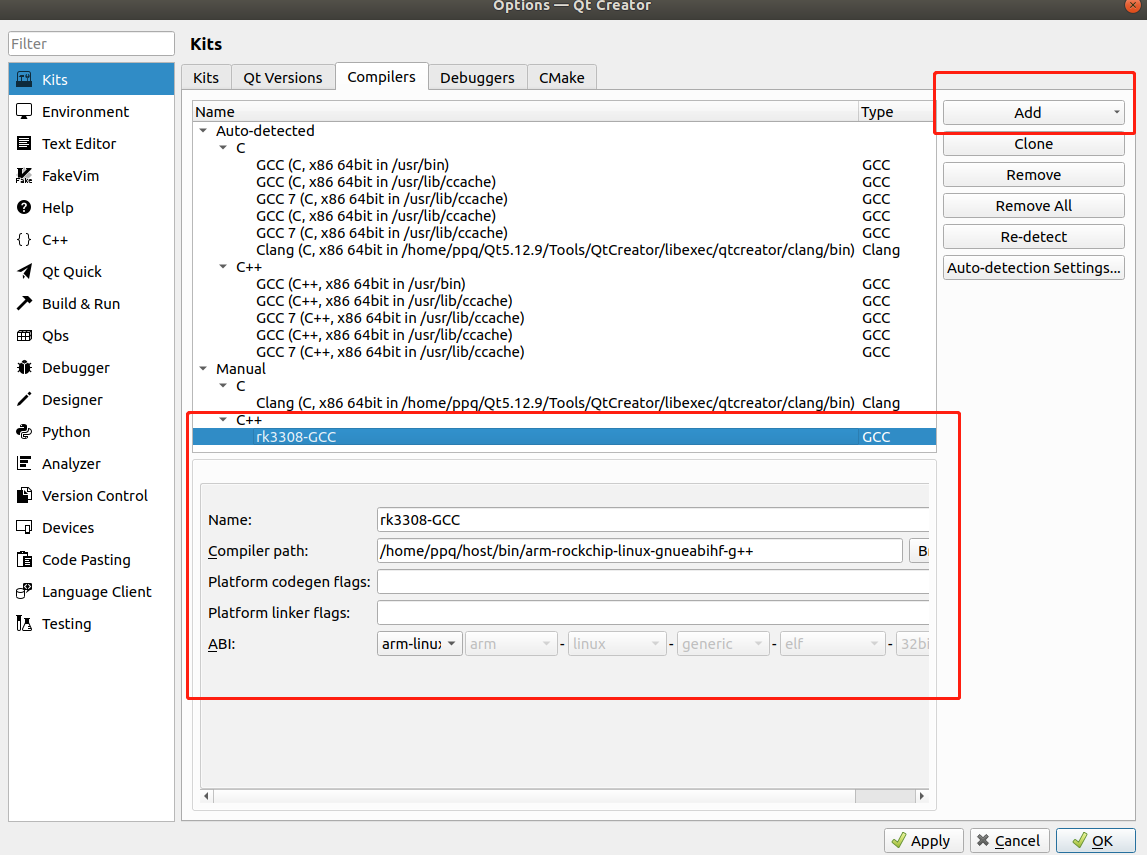 Options — Qt Creator
Filter
Kits
Environment
Text Editor
FakeVim
Help
C++
Qt Quick
Build & Run
Qbs
Debugger
Designer
Python
Analyzer
Version Control
Devices
Code Pasting
Language Client
Testing
Kits
Kits Qt Versions Compilers Debuggers CMake
Name Type
Auto-detected
C
GCC (C, x86 64bit in /usr/bin) GCC
GCC (C, x86 64bit in /usr/lib/ccache) GCC
GCC 7 (C, x86 64bit in /usr/lib/ccache) GCC
GCC (C, x86 64bit in /usr/lib/ccache) GCC
GCC 7 (C, x86 64bit in /usr/lib/ccache) GCC
Clang (C, x86 64bit in /home/ppq/Qt5.12.9/Tools/QtCreator/libexec/qtcreator/clang/bin) Clang
C++
GCC (C++, x86 64bit in /usr/bin) GCC
GCC (C++, x86 64bit in /usr/lib/ccache) GCC
GCC 7 (C++, x86 64bit in /usr/lib/ccache) GCC
GCC (C++, x86 64bit in /usr/lib/ccache) GCC
GCC 7 (C++, x86 64bit in /usr/lib/ccache) GCC
Manual
C
Clang (C, x86 64bit in /home/ppq/Qt5.12.9/Tools/QtCreator/libexec/qtcreator/clang/bin) Clang
C++
rk3308-GCC GCC
Name: rk3308-GCC
Compiler path: /home/ppq/host/bin/arm-rockchip-linux-gnueabihf-g++
Platform codegen flags:
Platform linker flags:
ABI: arm-linux arm - linux - generic - elf - 32bi
Add
Clone
Remove
Remove All
Re-detect
Auto-detection Settings...
Apply Cancel OK